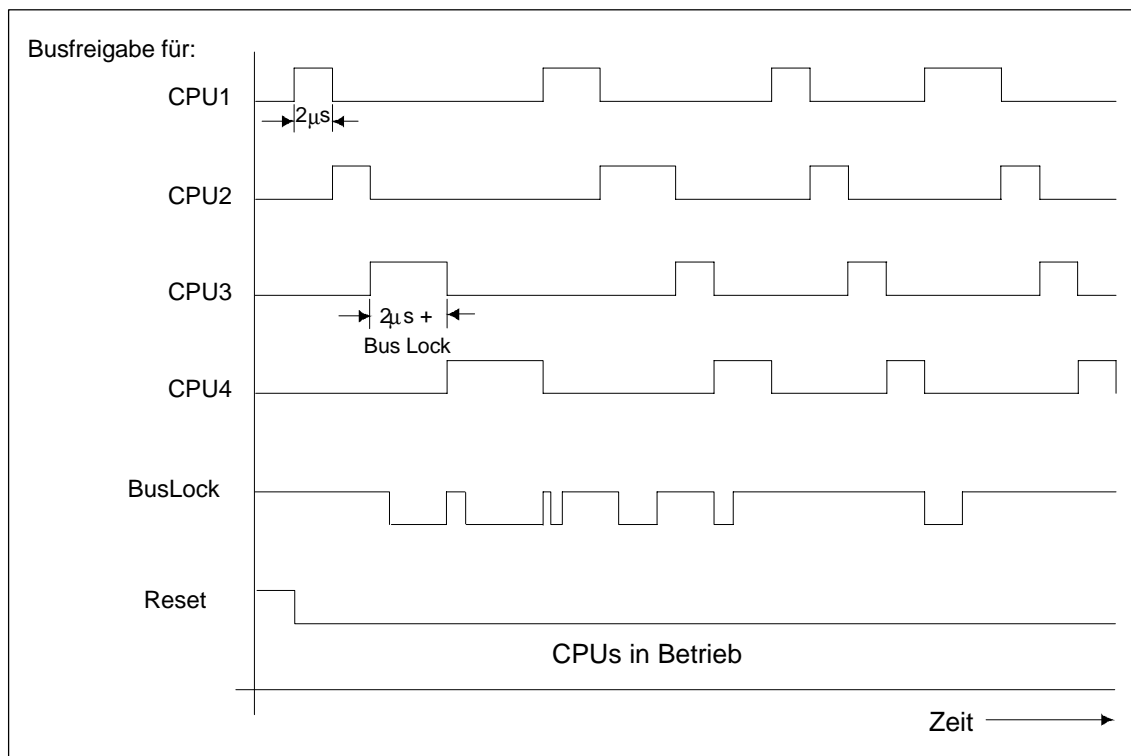 Busfreigabe für:
CPU1
2μs
CPU2
CPU3
2μs +
Bus Lock
CPU4
BusLock
Reset
CPUs in Betrieb
Zeit